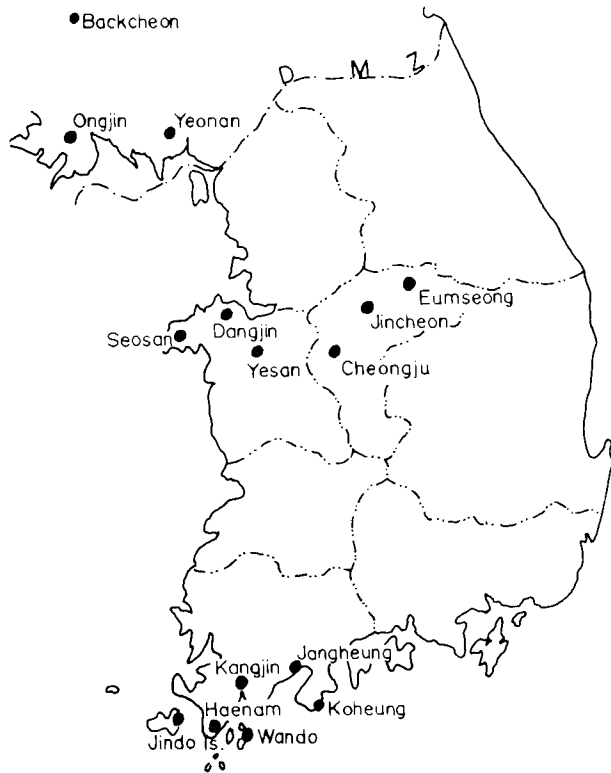 Backcheon
D M Z
Ongjin
Yeonan
Eumseong
Jincheon
Dangjin
Seosan
Yesan
Cheongju
Jangheung
Kangjin
Haenam
Koheung
Jindo Is.
Wando